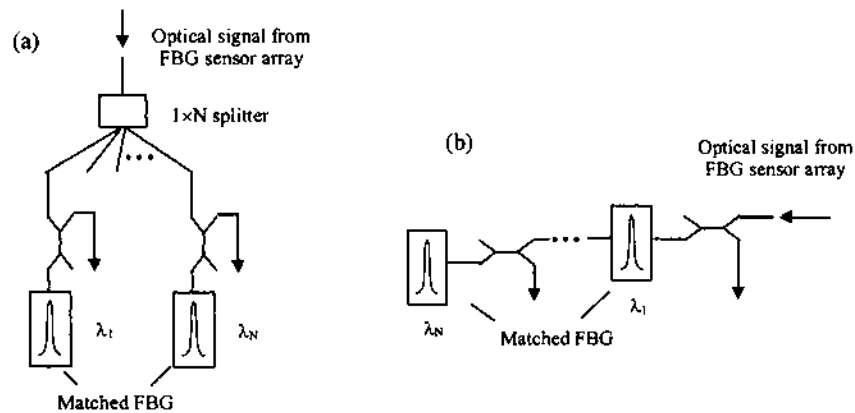 (a)
Optical signal from
FBG sensor array
1×N splitter
λ1
λN
Matched FBG
(b)
Optical signal from
FBG sensor array
λN
λ1
Matched FBG